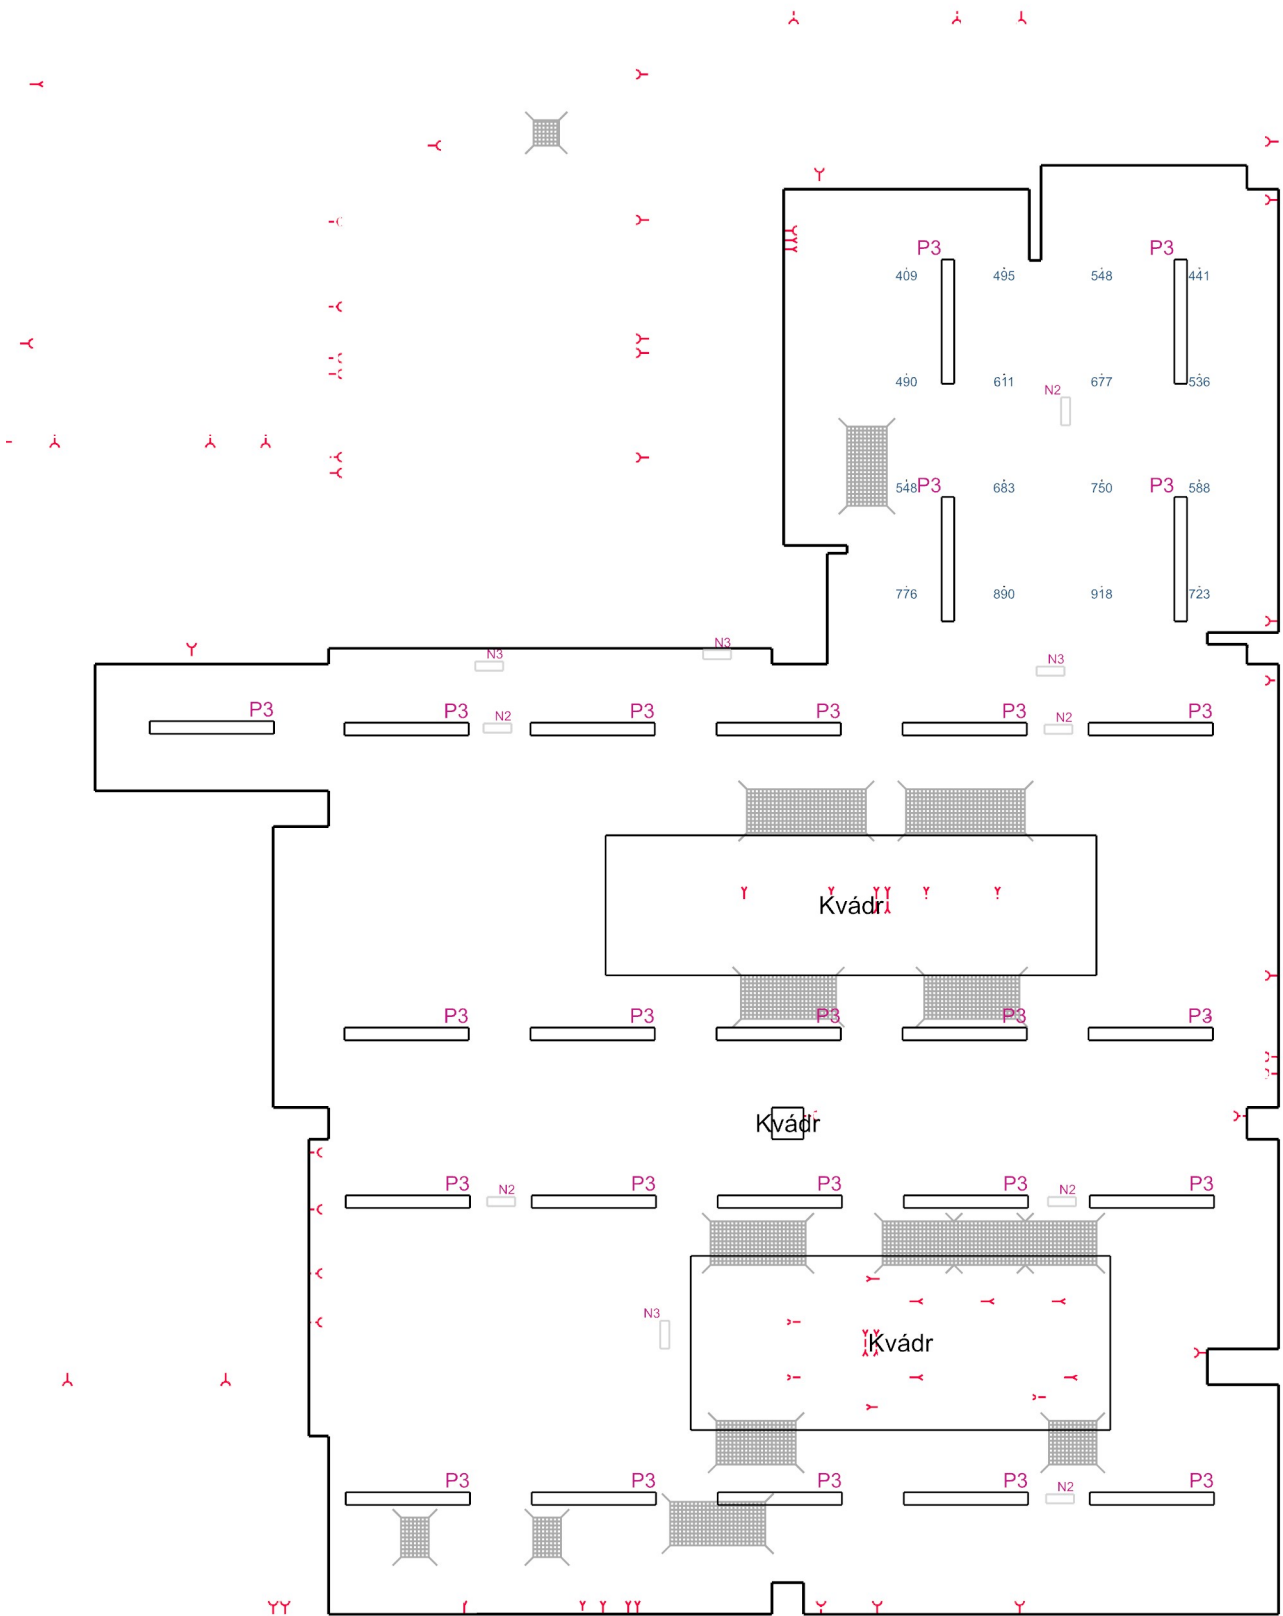 P3 P3
409 495 548 441
490 611 677 536
N2
548 P3 683 750 P3 588
776 890 918 723
N3 N3 N3
P3 P3 N2 P3 P3 P3 N2 P3
Kvádr
P3 P3 P3 P3 P3
Kvádr
P3 N2 P3 P3 P3 N2 P3
N3
Kvádr
P3 P3 P3 P3 N2 P3